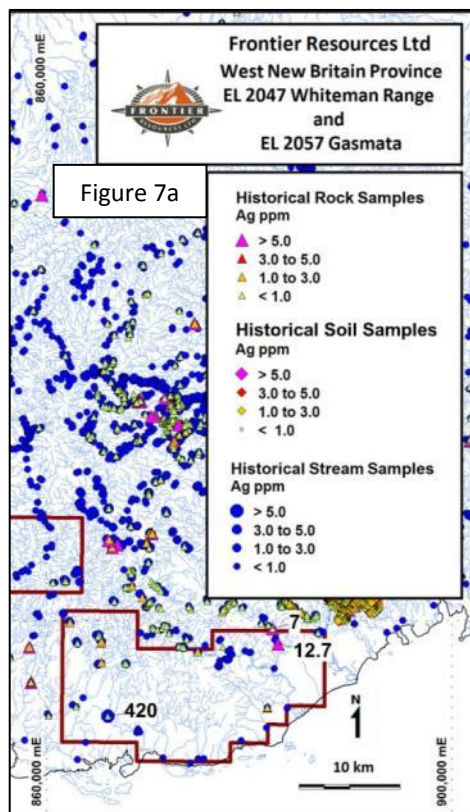 860,000 mE
Frontier Resources Ltd
West New Britain Province
EL 2047 Whiteman Range
and
EL 2057 Gasmata
FRONTIER
RESOURCES LTD
Figure 7a
Historical Rock Samples
Ag ppm
> 5.0
3.0 to 5.0
1.0 to 3.0
< 1.0
Historical Soil Samples
Ag ppm
> 5.0
3.0 to 5.0
1.0 to 3.0
< 1.0
Historical Stream Samples
Ag ppm
> 5.0
3.0 to 5.0
1.0 to 3.0
< 1.0
7
12.7
420
N
10 km
860,000 mE
900,000 mE